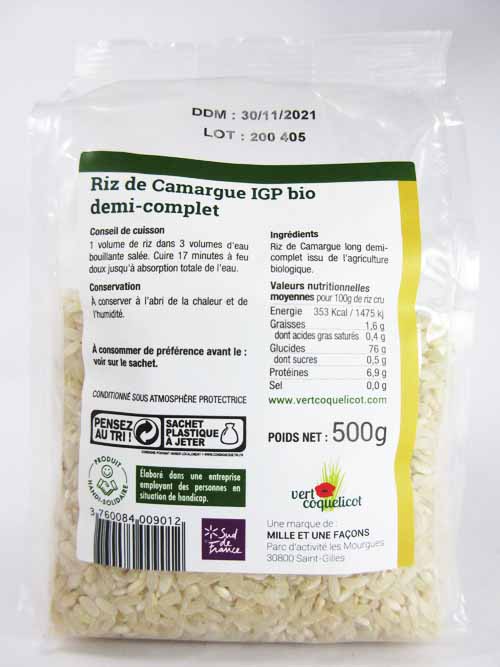 DDM : 30/11/2021
LOT : 200 405
Riz de Camargue IGP bio
demi-complet
Conseil de cuisson
1 volume de riz dans 3 volumes d'eau
bouillante salée. Cuire 17 minutes à feu
doux jusqu'à absorption totale de l'eau.
Conservation
À conserver à l'abri de la chaleur et de
l'humidité.
À consommer de préférence avant le :
voir sur le sachet.
Ingrédients
Riz de Camargue long demi-
complet issu de l'agriculture
biologique.
Valeurs nutritionnelles
moyennes pour 100g de riz cru
Energie 353 Kcal / 1475 kj
Graisses 1,6 g
dont acides gras saturés 0,4 g
Glucides 76 g
dont sucres 0,5 g
Protéines 6,9 g
Sel 0,0 g
www.vertcoquelicot.com
CONDITIONNÉ SOUS ATMOSPHÈRE PROTECTRICE
PENSEZ
AU TRI !
SACHET
PLASTIQUE
À JETER
POIDS NET : 500g
PRODUIT
HANDI-SOLIDAIRE
Élaboré dans une entreprise
employant des personnes en
situation de handicap.
3 760084 009012
Sud
de
France
vert
coquelicot
Une marque de :
MILLE ET UNE FAÇONS
Parc d'activité les Mourgues
30800 Saint-Gilles